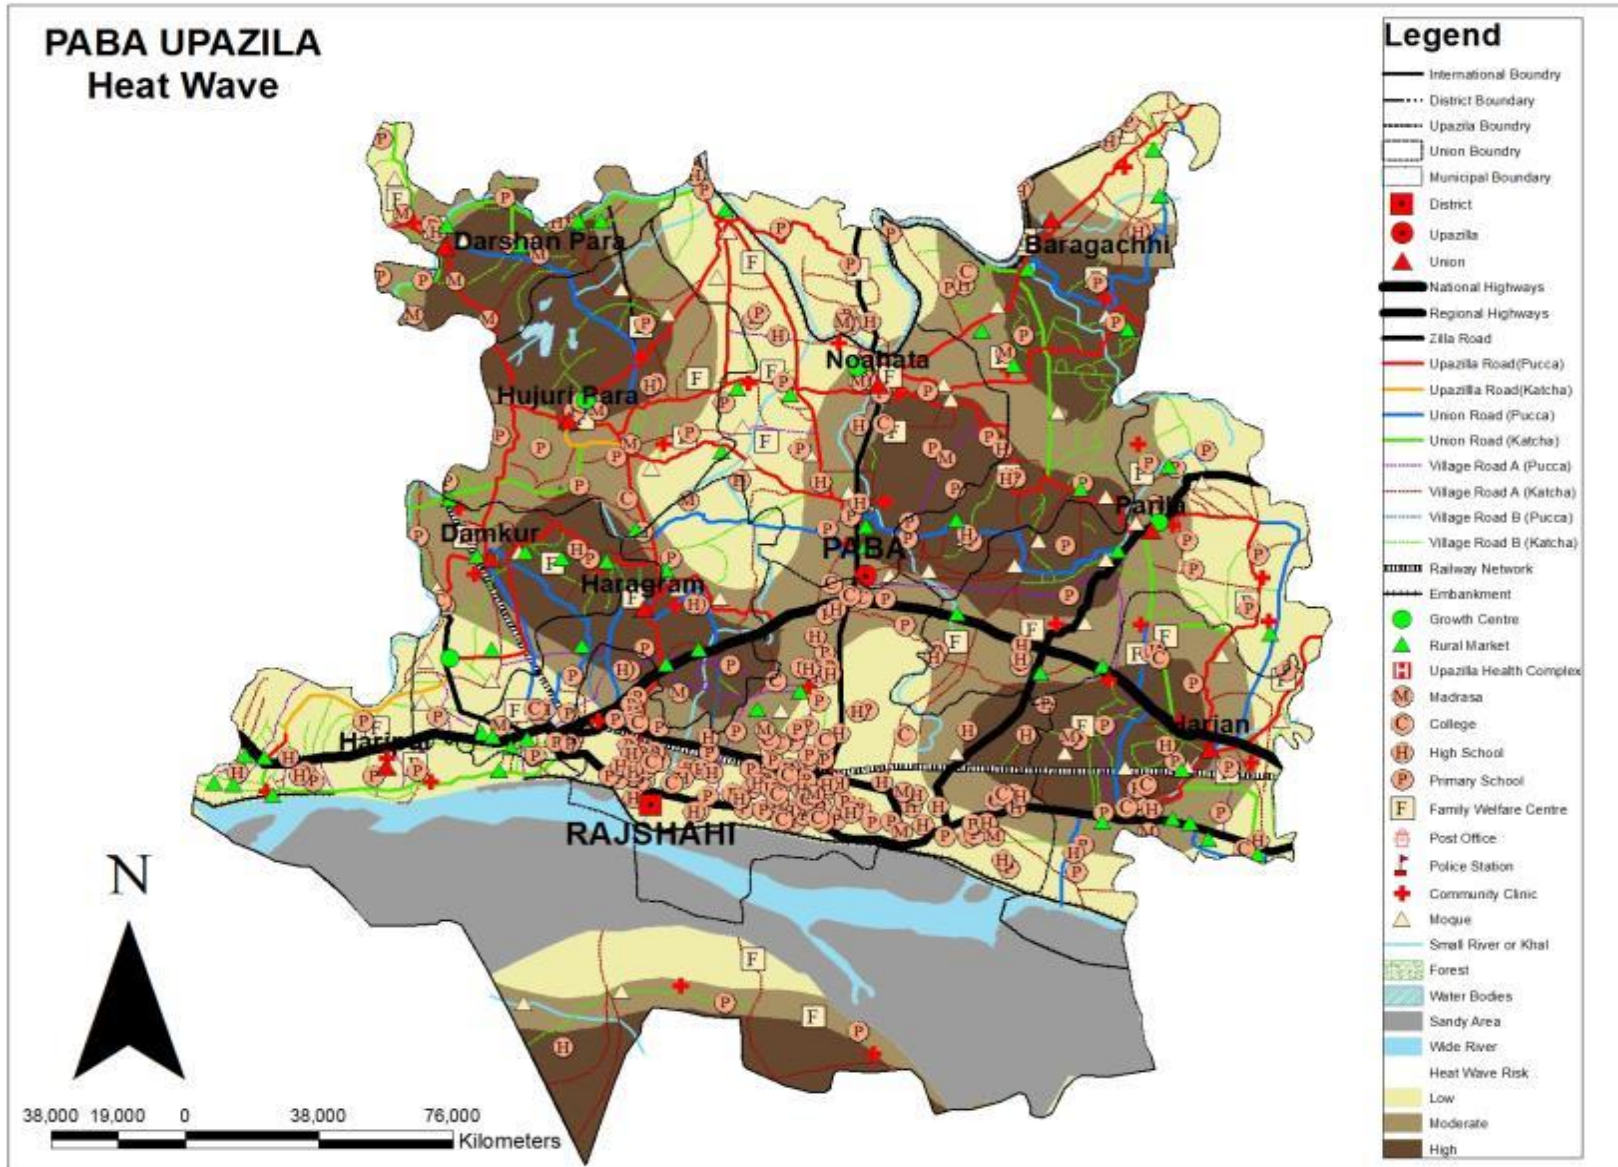 PABA UPAZILA
Heat Wave
Darshan Para
Baragachhi
Noahata
Hujuri Para
Parila
Damkur
PABA
Haragram
Harian
Haripur
RAJSHAHI
N
38,000 19,000 0 38,000 76,000
Kilometers
Legend
International Boundry
District Boundary
Upazila Boundry
Union Boundry
Municipal Boundary
District
Upazilla
Union
National Highways
Regional Highways
Zilla Road
Upazila Road(Pucca)
Upazilla Road(Katcha)
Union Road (Pucca)
Union Road (Katcha)
Village Road A (Pucca)
Village Road A (Katcha)
Village Road B (Pucca)
Village Road B (Katcha)
Railway Network
Embankment
Growth Centre
Rural Market
Upazilla Health Complex
M Madrasa
C College
H High School
P Primary School
F Family Welfare Centre
Post Office
Police Station
Community Clinic
Moque
Small River or Khal
Forest
Water Bodies
Sandy Area
Wide River
Heat Wave Risk
Low
Moderate
High